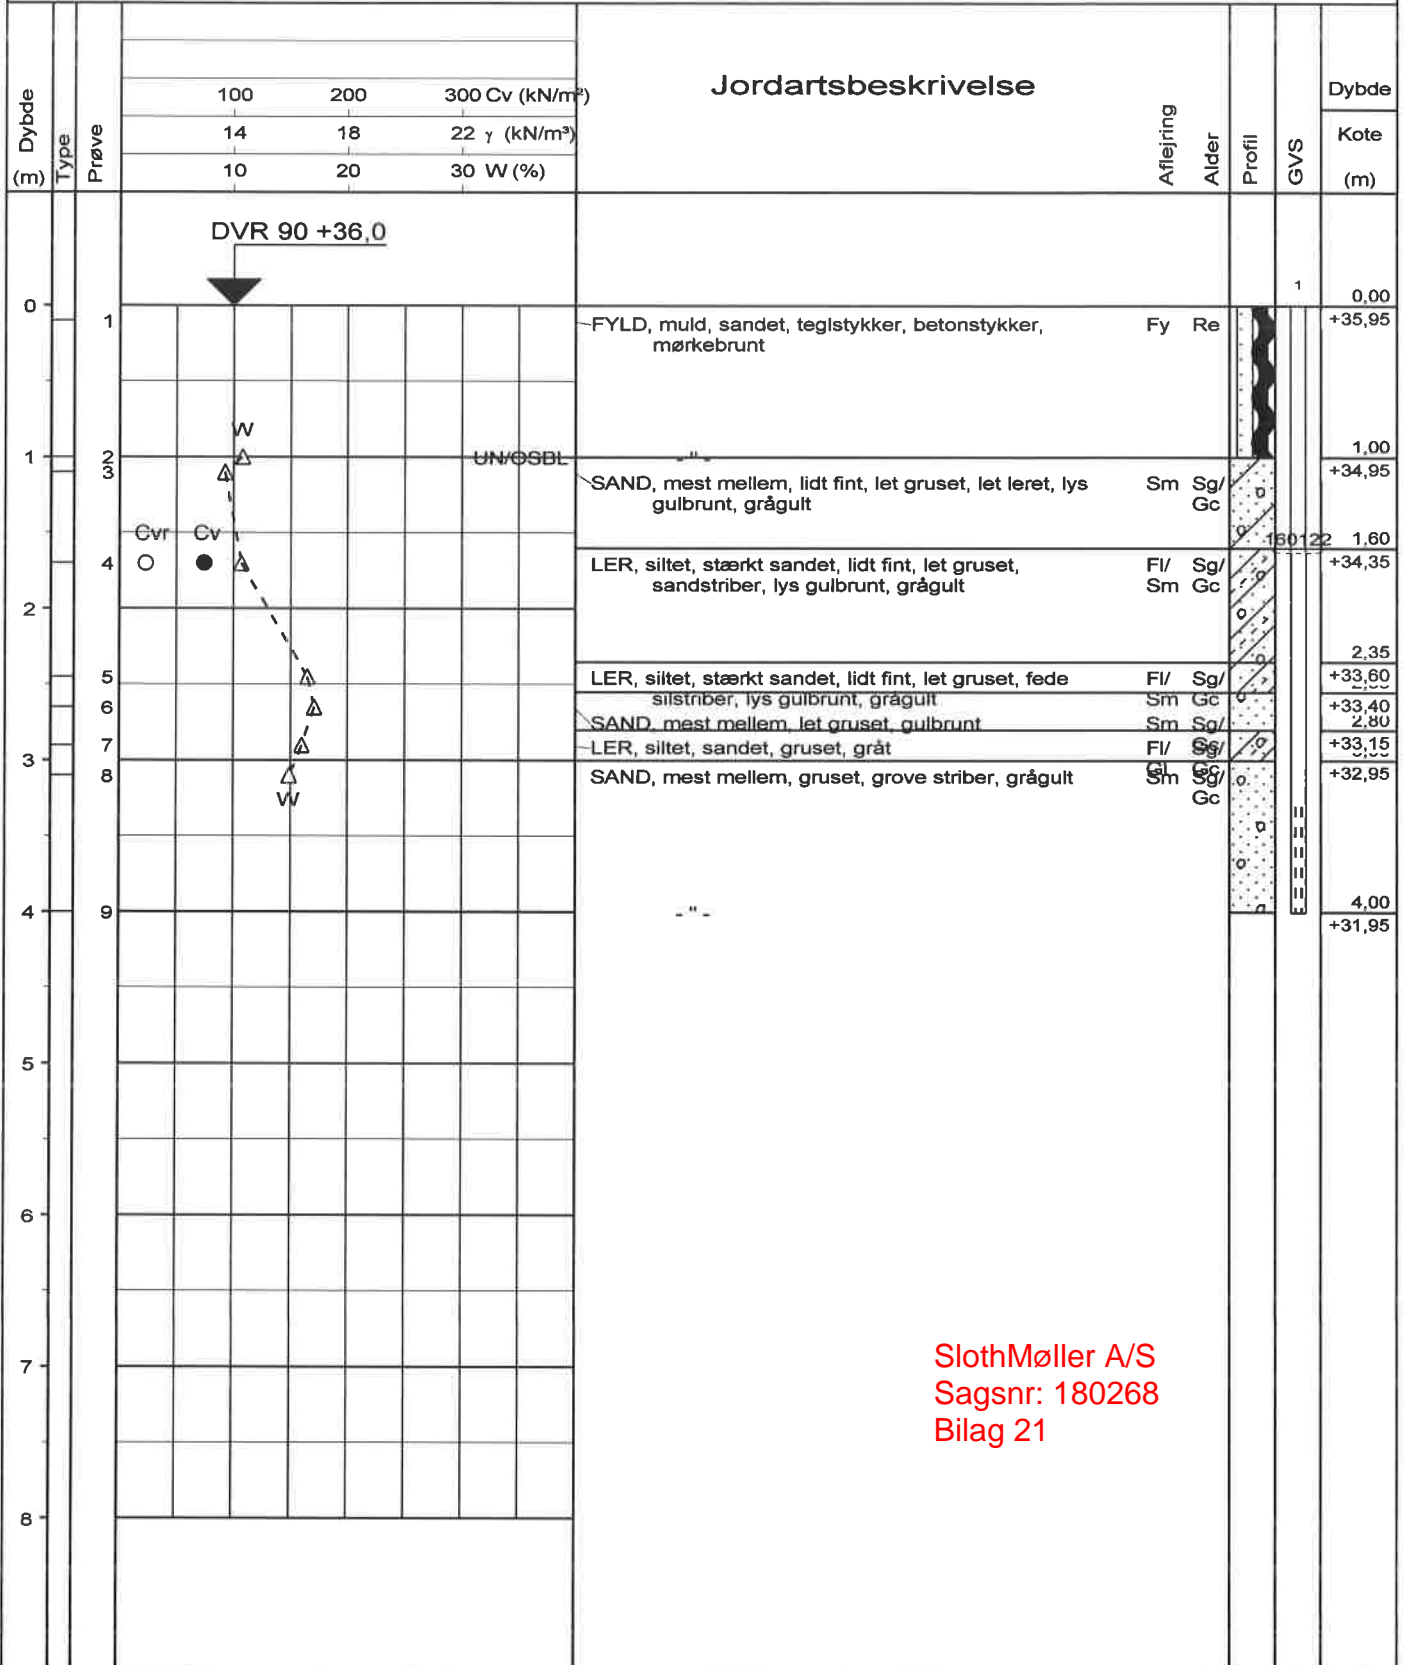 Jordartsbeskrivelse
Dybde
(m)
Type
Prøve
100 200 300 Cv (kN/m²)
14 18 22 γ (kN/m³)
10 20 30 W (%)
Aflejring
Alder
Profil
GVS
Dybde
Kote
(m)
DVR 90 +36,0
1
0 0,00
1 FYLD, muld, sandet, teglstykker, betonstykker, Fy Re +35,95
mørkebrunt
W
1 2 UN/OSBL - " - 1,00
3 SAND, mest mellem, lidt fint, let gruset, let leret, lys Sm Sg/ +34,95
gulbrunt, grågult Gc
Cvr Cv 160122 1,60
4 LER, siltet, stærkt sandet, lidt fint, let gruset, Fl/ Sg/ +34,35
sandstriber, lys gulbrunt, grågult Sm Gc
2
2,35
5 LER, siltet, stærkt sandet, lidt fint, let gruset, fede Fl/ Sg/ +33,60
silstriber, lys gulbrunt, grågult Sm Gc
6 +33,40
SAND, mest mellem, let gruset, gulbrunt Sm Sg/ 2,80
7 LER, siltet, sandet, gruset, gråt Fl/ Sg/ +33,15
3 Gl Gc
8 SAND, mest mellem, gruset, grove striber, grågult Sm Sg/ +32,95
W Gc
4 9 - " - 4,00
+31,95
5
6
7
8
SlothMøller A/S
Sagsnr: 180268
Bilag 21